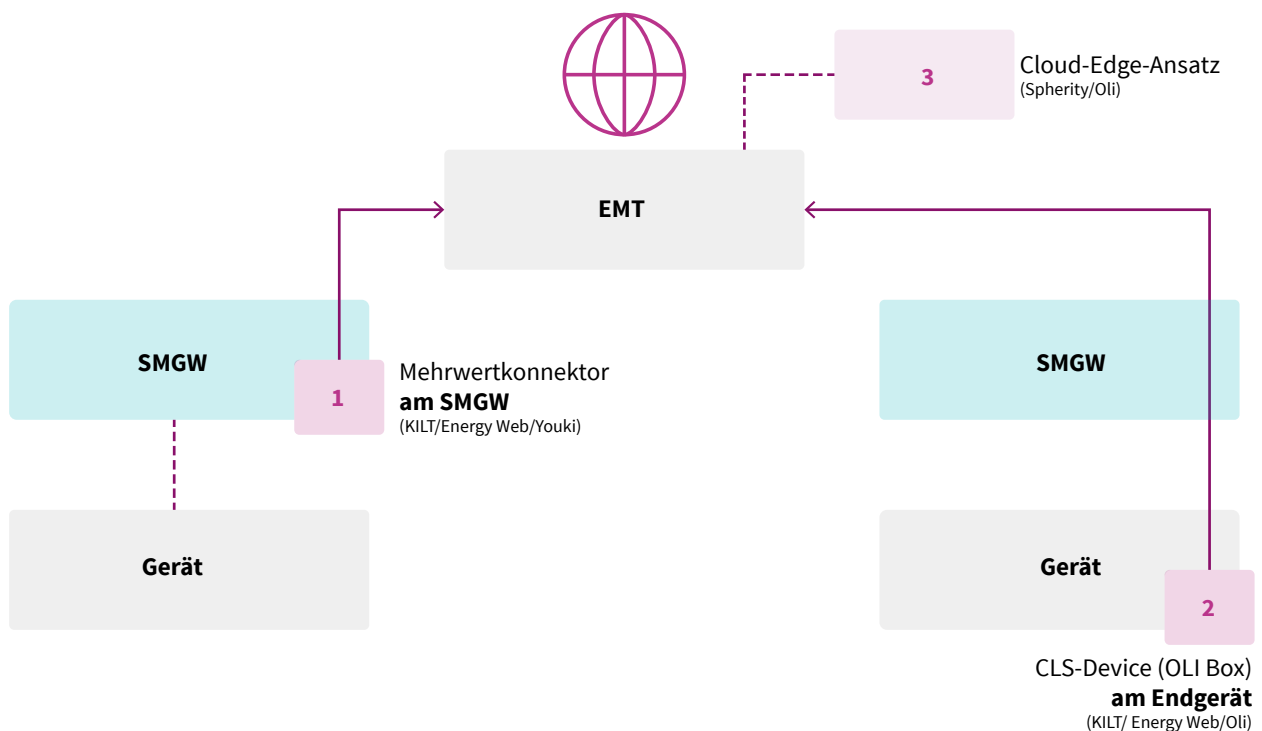 3
Cloud-Edge-Ansatz
(Spherity/Oli)
EMT
SMGW
1
Mehrwertkonnektor
am SMGW
(KILT/Energy Web/Youki)
Gerät
SMGW
Gerät
2
CLS-Device (OLI Box)
am Endgerät
(KILT/ Energy Web/Oli)